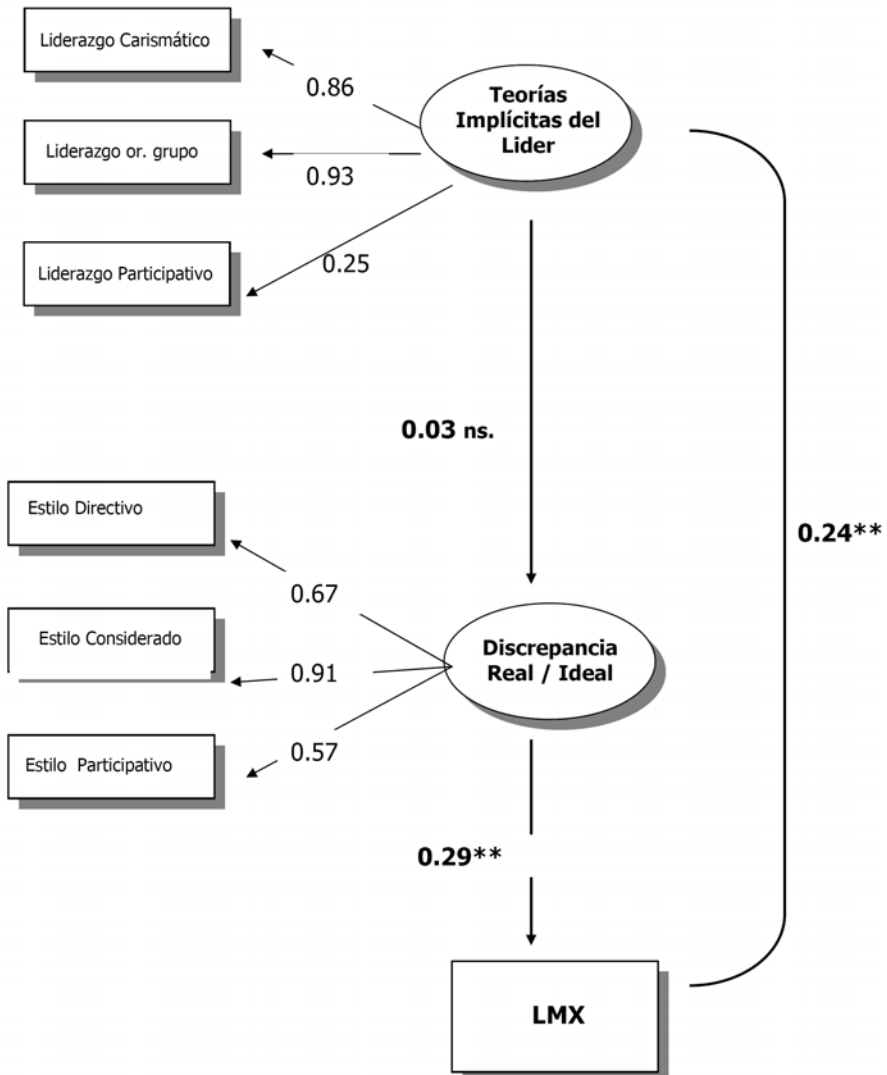 Liderazgo Carismático
0.86
Teorías
Implícitas del
Lider
Liderazgo or. grupo
0.93
Liderazgo Participativo
0.25
0.03 ns.
Estilo Directivo
0.67
0.24**
Estilo Considerado
0.91
Discrepancia
Real / Ideal
Estilo Participativo
0.57
0.29**
LMX